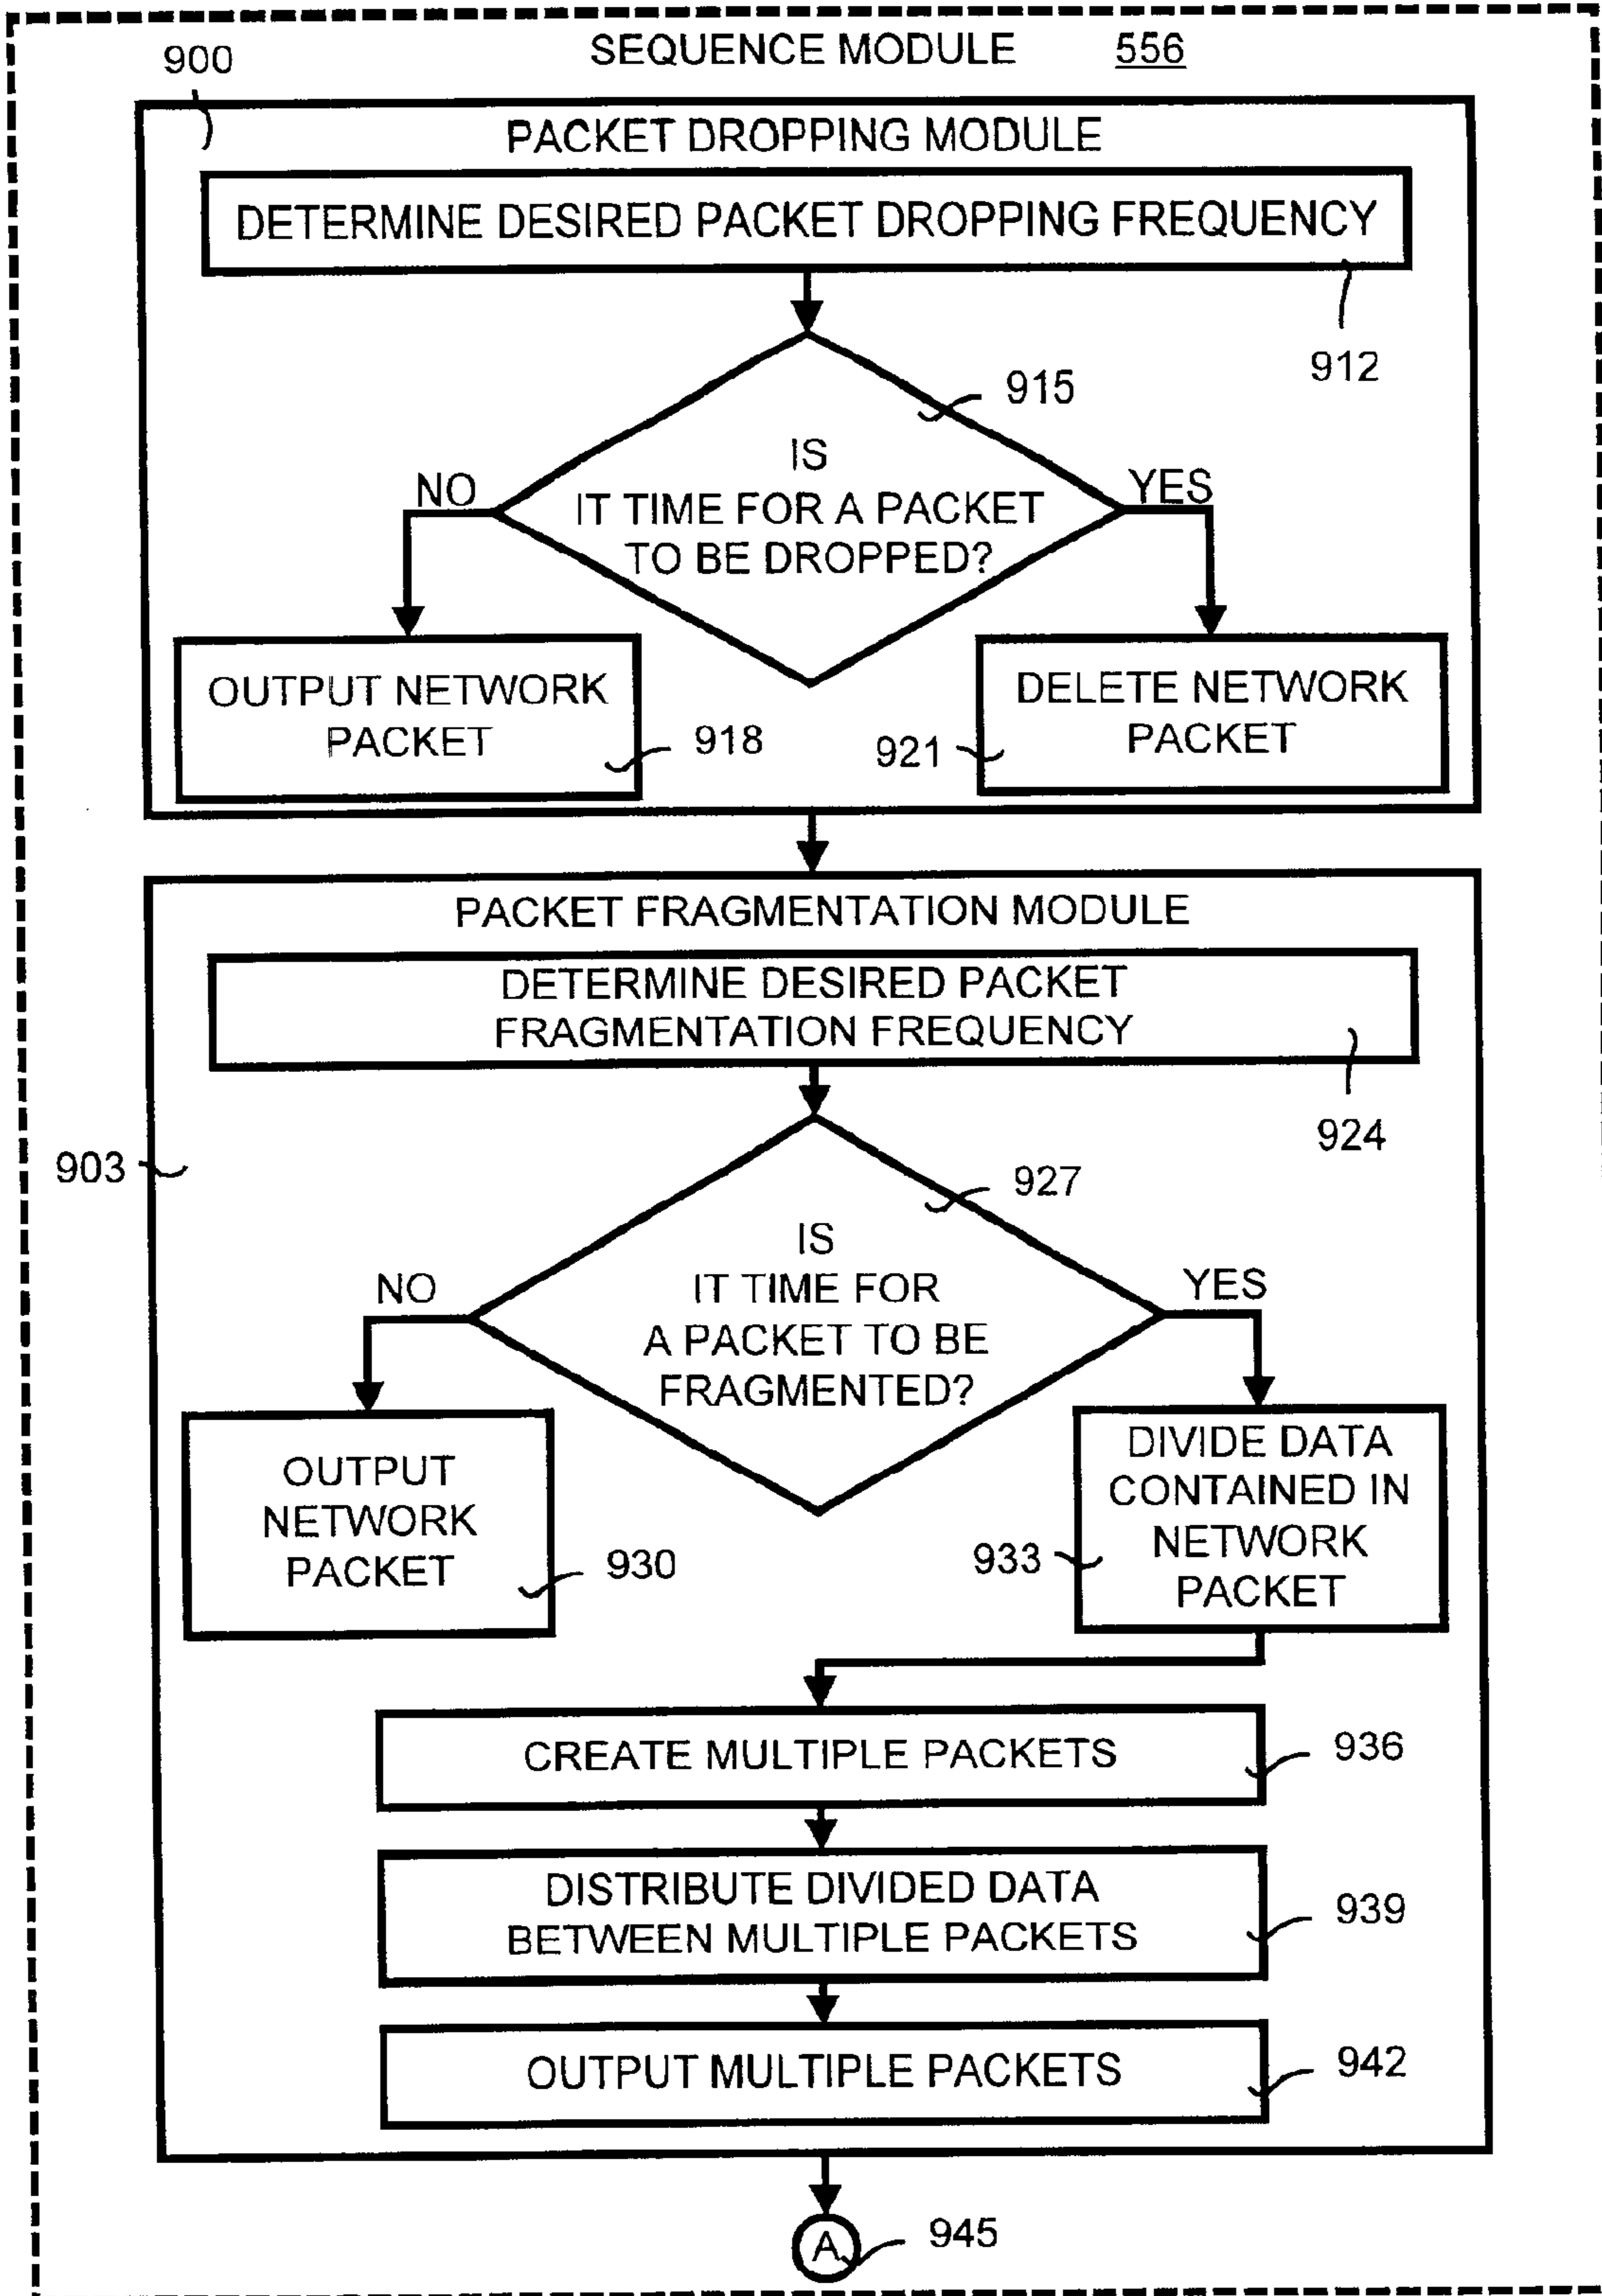 SEQUENCE MODULE 556
900
PACKET DROPPING MODULE
DETERMINE DESIRED PACKET DROPPING FREQUENCY
912
915
IS
IT TIME FOR A PACKET
TO BE DROPPED?
NO
YES
OUTPUT NETWORK
PACKET
918
DELETE NETWORK
PACKET
921
PACKET FRAGMENTATION MODULE
DETERMINE DESIRED PACKET
FRAGMENTATION FREQUENCY
924
903
927
IS
IT TIME FOR
A PACKET TO BE
FRAGMENTED?
NO
YES
OUTPUT
NETWORK
PACKET
930
DIVIDE DATA
CONTAINED IN
NETWORK
PACKET
933
CREATE MULTIPLE PACKETS
936
DISTRIBUTE DIVIDED DATA
BETWEEN MULTIPLE PACKETS
939
OUTPUT MULTIPLE PACKETS
942
A
945